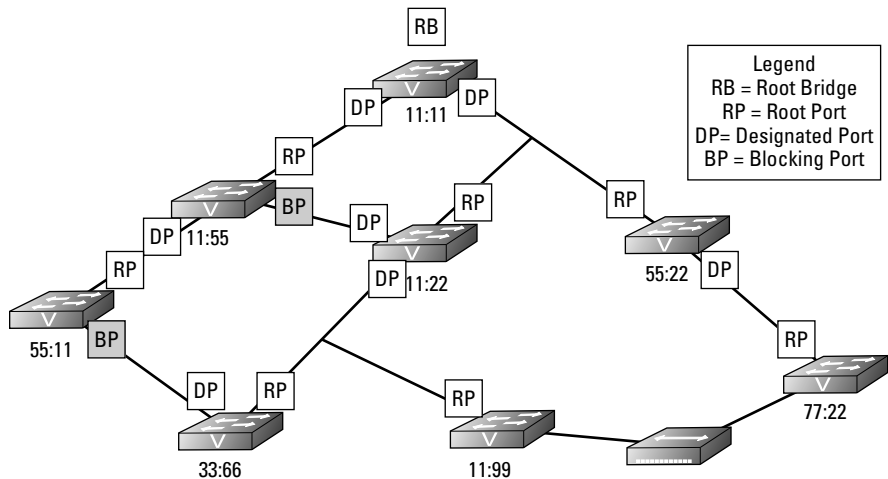 RB
Legend
RB = Root Bridge
RP = Root Port
DP= Designated Port
BP = Blocking Port
DP
DP
11:11
RP
BP
RP
RP
DP
DP
11:55
RP
DP
11:22
55:22
DP
BP
55:11
RP
DP
RP
RP
77:22
33:66
11:99